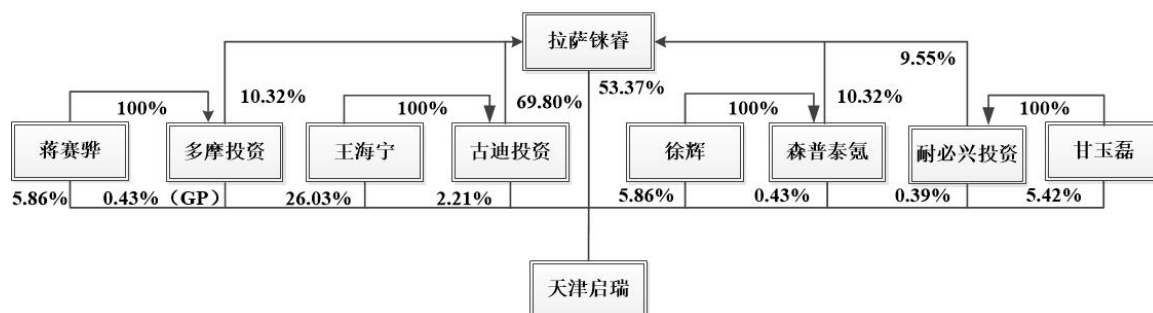 拉萨铼睿
9.55%
10.32%
69.80%
53.37%
10.32%
100%
100%
100%
100%
蒋赛骅
多摩投资
王海宁
古迪投资
徐辉
森普泰氪
耐必兴投资
甘玉磊
5.86%
0.43%（GP）
26.03%
2.21%
5.86%
0.43%
0.39%
5.42%
天津启瑞